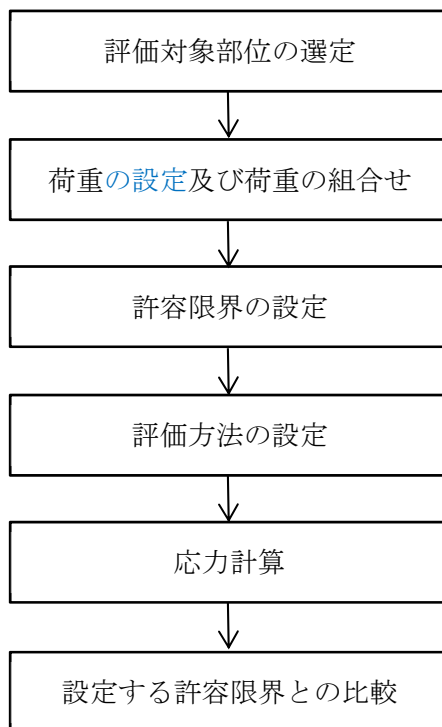 評価対象部位の選定
荷重の設定及び荷重の組合せ
許容限界の設定
評価方法の設定
応力計算
設定する許容限界との比較